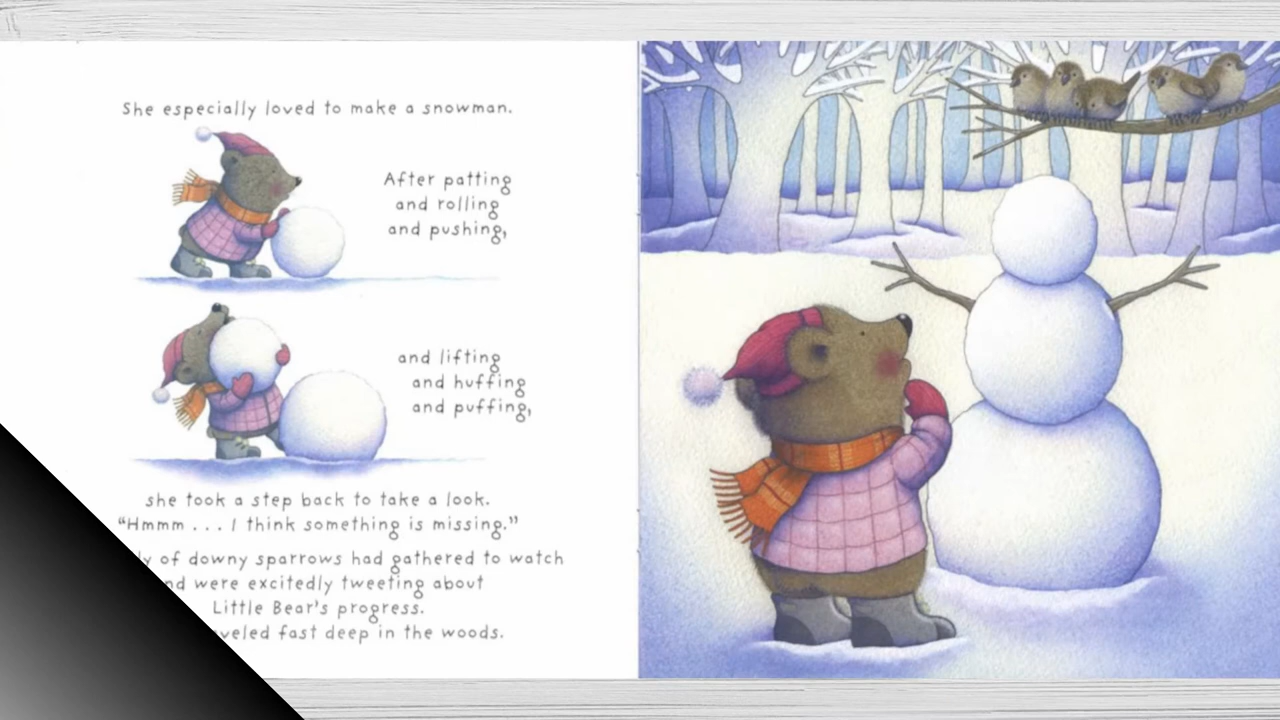 She especially loved to make a snowman.
After patting
and rolling
and pushing,
and lifting
and huffing
and puffing,
she took a step back to take a look.
“Hmmm . . . I think something is missing.”
of downy sparrows had gathered to watch
were excitedly tweeting about
Little Bear's progress.
fast deep in the woods.